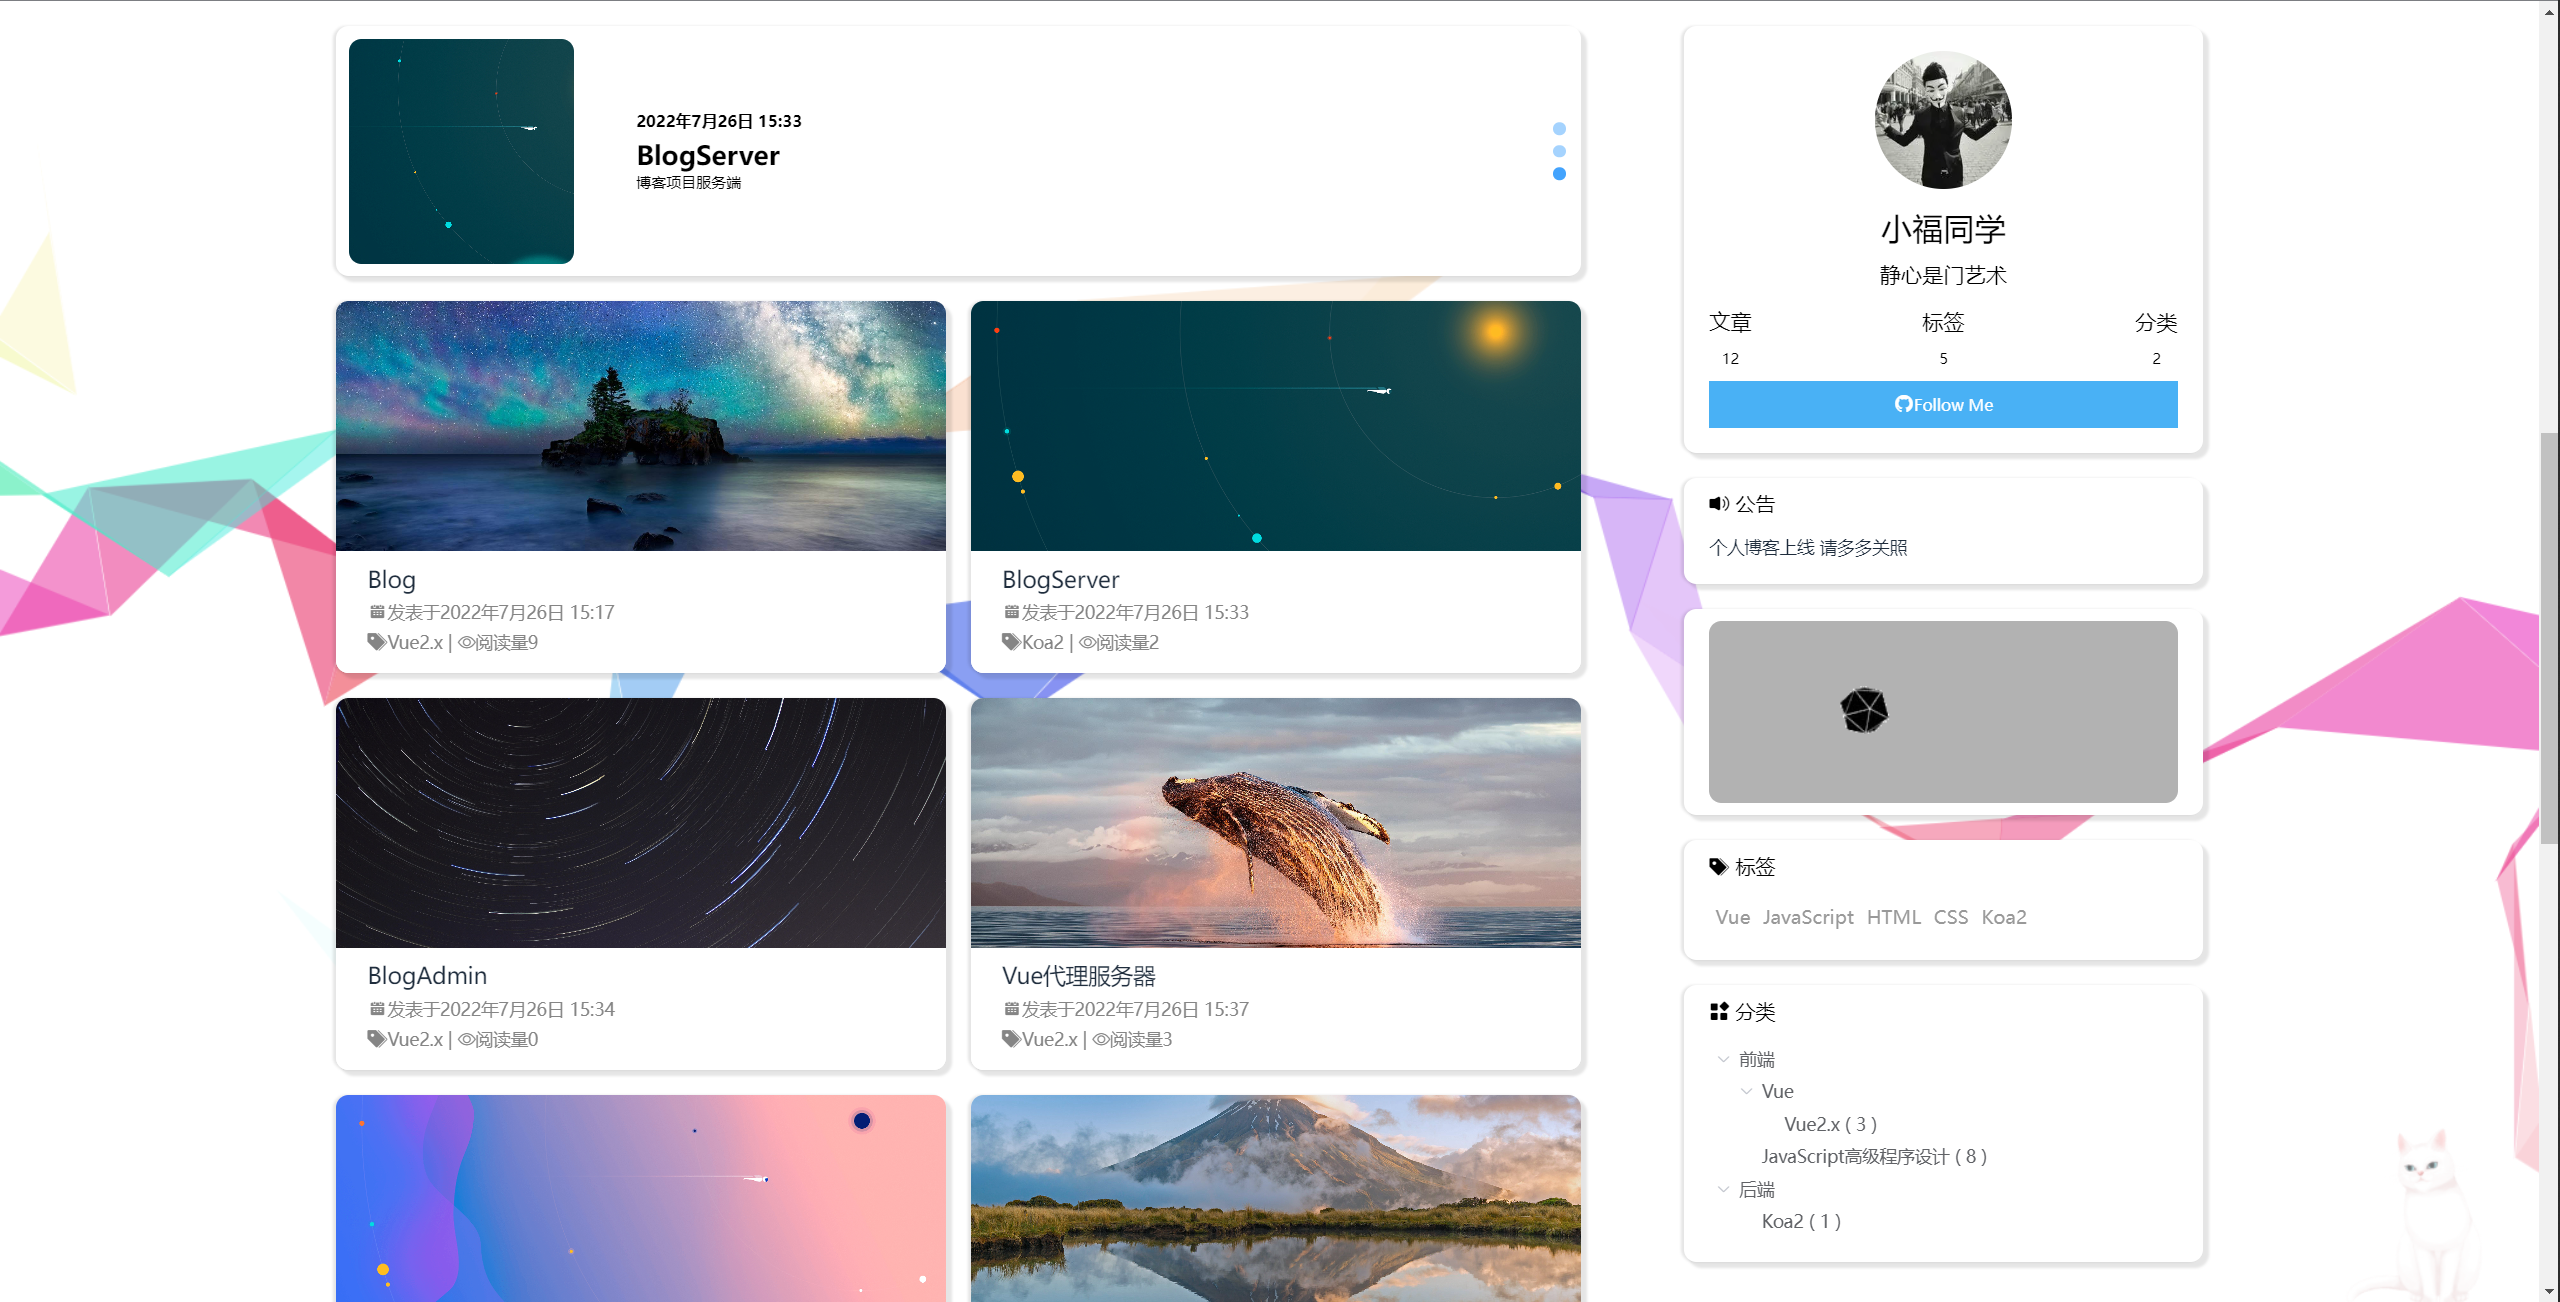 2022年7月26日 15:33
BlogServer
博客项目服务端
Blog
发表于2022年7月26日 15:17
Vue2.x | 阅读量9
BlogServer
发表于2022年7月26日 15:33
Koa2 | 阅读量2
BlogAdmin
发表于2022年7月26日 15:34
Vue2.x | 阅读量0
Vue代理服务器
发表于2022年7月26日 15:37
Vue2.x | 阅读量3
小福同学
静心是门艺术
文章 标签 分类
12 5 2
Follow Me
公告
个人博客上线 请多多关照
标签
Vue JavaScript HTML CSS Koa2
分类
前端
Vue
Vue2.x ( 3 )
JavaScript高级程序设计 ( 8 )
后端
Koa2 ( 1 )